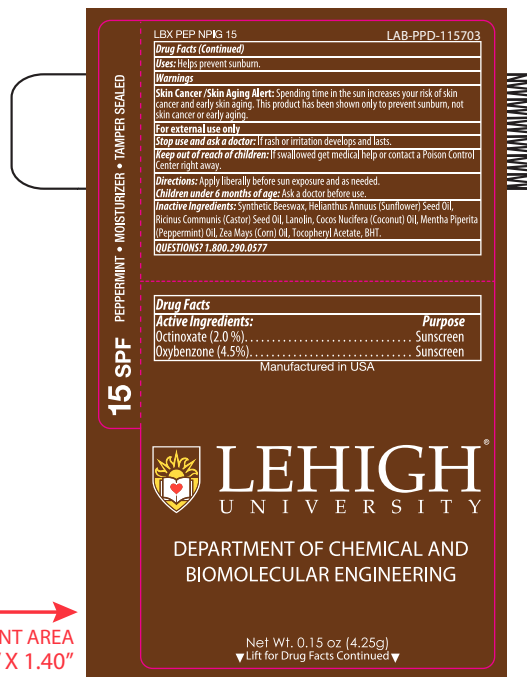 LBX PEP NPIG 15 LAB-PPD-115703
Drug Facts (Continued)
Uses: Helps prevent sunburn.
Warnings
Skin Cancer /Skin Aging Alert: Spending time in the sun increases your risk of skin
cancer and early skin aging. This product has been shown only to prevent sunburn, not
skin cancer or early aging.
For external use only
Stop use and ask a doctor: If rash or irritation develops and lasts.
Keep out of reach of children: If swallowed get medical help or contact a Poison Control
Center right away.
Directions: Apply liberally before sun exposure and as needed.
Children under 6 months of age: Ask a doctor before use.
Inactive Ingredients: Synthetic Beeswax, Helianthus Annuus (Sunflower) Seed Oil,
Ricinus Communis (Castor) Seed Oil, Lanolin, Cocos Nucifera (Coconut) Oil, Mentha Piperita
(Peppermint) Oil, Zea Mays (Corn) Oil, Tocopheryl Acetate, BHT.
QUESTIONS? 1.800.290.0577
15 SPF PEPPERMINT • MOISTURIZER • TAMPER SEALED
Drug Facts
Active Ingredients: Purpose
Octinoxate (2.0 %)............................... Sunscreen
Oxybenzone (4.5%).............................. Sunscreen
Manufactured in USA
LEHIGH®
UNIVERSITY
DEPARTMENT OF CHEMICAL AND
BIOMOLECULAR ENGINEERING
NT AREA
X 1.40”
Net Wt. 0.15 oz (4.25g)
▼Lift for Drug Facts Continued▼